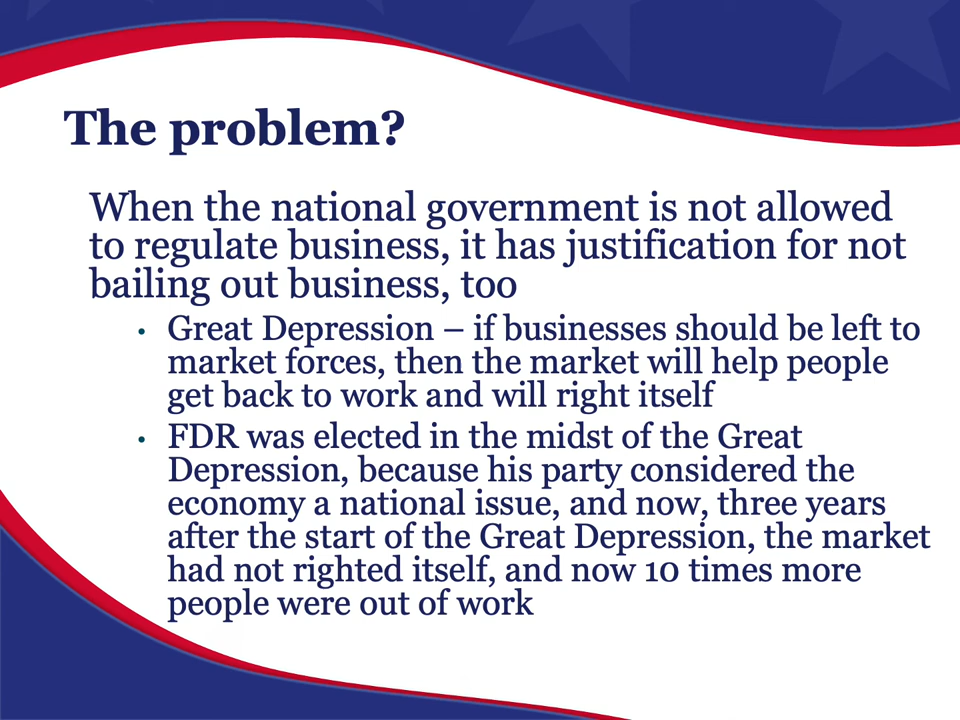 The problem?
When the national government is not allowed
to regulate business, it has justification for not
bailing out business, too
• Great Depression – if businesses should be left to
market forces, then the market will help people
get back to work and will right itself
• FDR was elected in the midst of the Great
Depression, because his party considered the
economy a national issue, and now, three years
after the start of the Great Depression, the market
had not righted itself, and now 10 times more
people were out of work